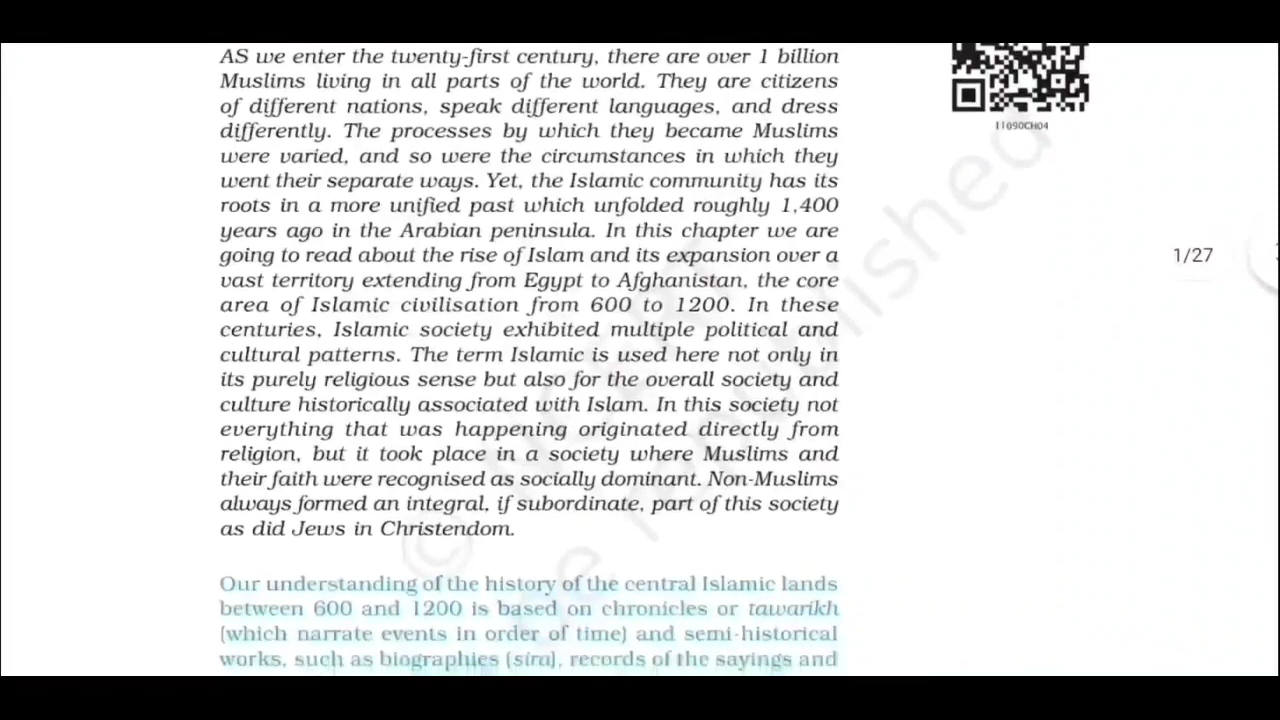 AS we enter the twenty-first century, there are over 1 billion
Muslims living in all parts of the world. They are citizens
of different nations, speak different languages, and dress
differently. The processes by which they became Muslims
were varied, and so were the circumstances in which they
went their separate ways. Yet, the Islamic community has its
roots in a more unified past which unfolded roughly 1,400
years ago in the Arabian peninsula. In this chapter we are
going to read about the rise of Islam and its expansion over a
vast territory extending from Egypt to Afghanistan, the core
area of Islamic civilisation from 600 to 1200. In these
centuries, Islamic society exhibited multiple political and
cultural patterns. The term Islamic is used here not only in
its purely religious sense but also for the overall society and
culture historically associated with Islam. In this society not
everything that was happening originated directly from
religion, but it took place in a society where Muslims and
their faith were recognised as socially dominant. Non-Muslims
always formed an integral, if subordinate, part of this society
as did Jews in Christendom.
Our understanding of the history of the central Islamic lands
between 600 and 1200 is based on chronicles or tawarikh
(which narrate events in order of time) and semi-historical
works, such as biographies (sira), records of the sayings and
11090CH04
1/27
© NCERT
be republished